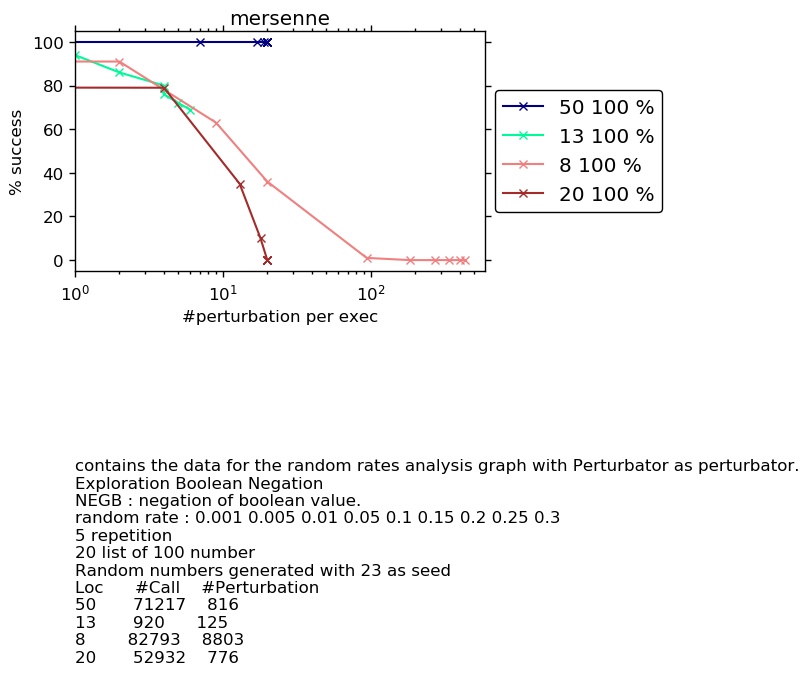 mersenne
100
80
60
40
20
0
% success
10^0 10^1 10^2
#perturbation per exec
50 100 %
13 100 %
8 100 %
20 100 %
contains the data for the random rates analysis graph with Perturbator as perturbator.
Exploration Boolean Negation
NEGB : negation of boolean value.
random rate : 0.001 0.005 0.01 0.05 0.1 0.15 0.2 0.25 0.3
5 repetition
20 list of 100 number
Random numbers generated with 23 as seed
Loc #Call #Perturbation
50 71217 816
13 920 125
8 82793 8803
20 52932 776